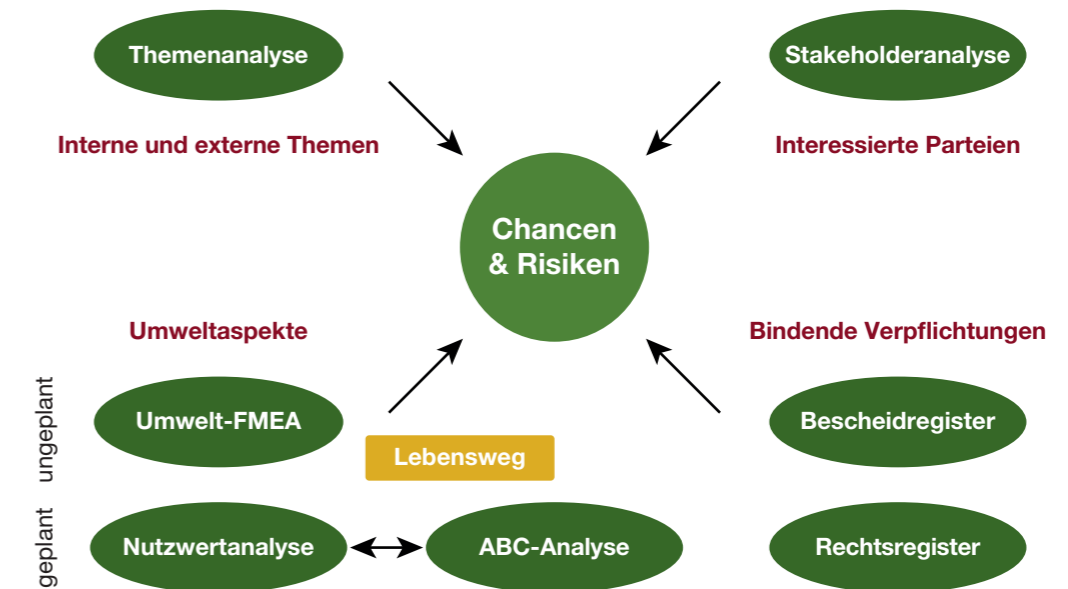 Themenanalyse
Stakeholderanalyse
Interne und externe Themen
Interessierte Parteien
Chancen
& Risiken
Umweltaspekte
Bindende Verpflichtungen
ungeplant
Umwelt-FMEA
Bescheidregister
Lebensweg
geplant
Nutzwertanalyse
ABC-Analyse
Rechtsregister